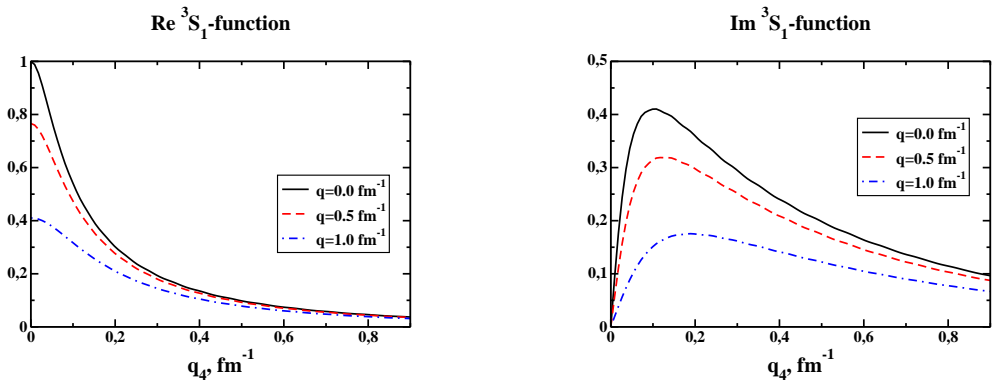 Re ³S₁-function
1
0,8
0,6
0,4
0,2
0
q=0.0 fm⁻¹
q=0.5 fm⁻¹
q=1.0 fm⁻¹
0 0,2 0,4 0,6 0,8
q₄, fm⁻¹
Im ³S₁-function
0,5
0,4
0,3
0,2
0,1
0
q=0.0 fm⁻¹
q=0.5 fm⁻¹
q=1.0 fm⁻¹
0 0,2 0,4 0,6 0,8
q₄, fm⁻¹